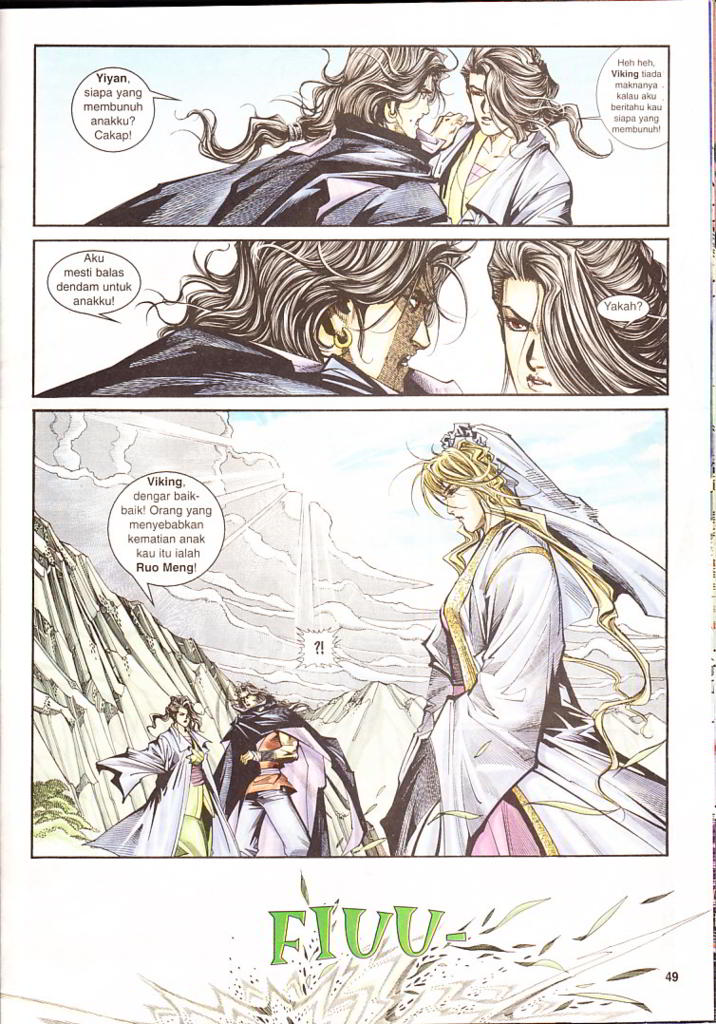 Yiyan,
siapa yang
membunuh
anakku?
Cakap!
Heh heh,
Viking tiada
maknanya
kalau aku
beritahu kau
siapa yang
membunuh!
Aku
mesti balas
dendam untuk
anakku!
Yakah?
Viking,
dengar baik-
baik! Orang yang
menyebabkan
kematian anak
kau itu ialah
Ruo Meng!
?!
FIUU-
49